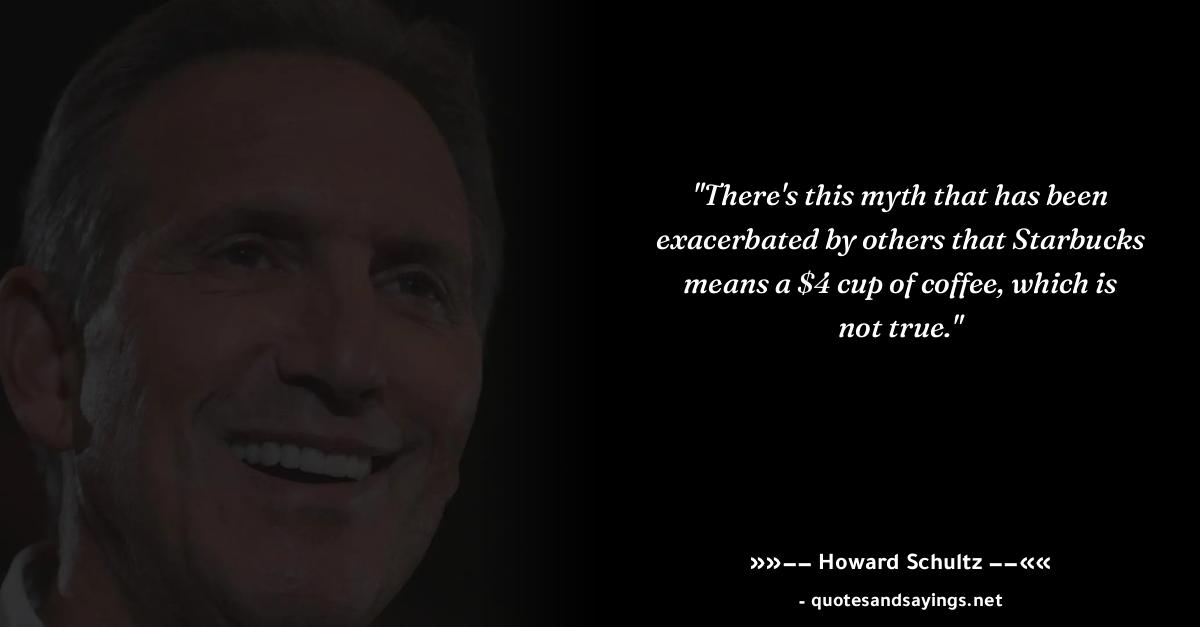 "There's this myth that has been
exacerbated by others that Starbucks
means a $4 cup of coffee, which is
not true."
»»–– Howard Schultz ––««
- quotesandsayings.net